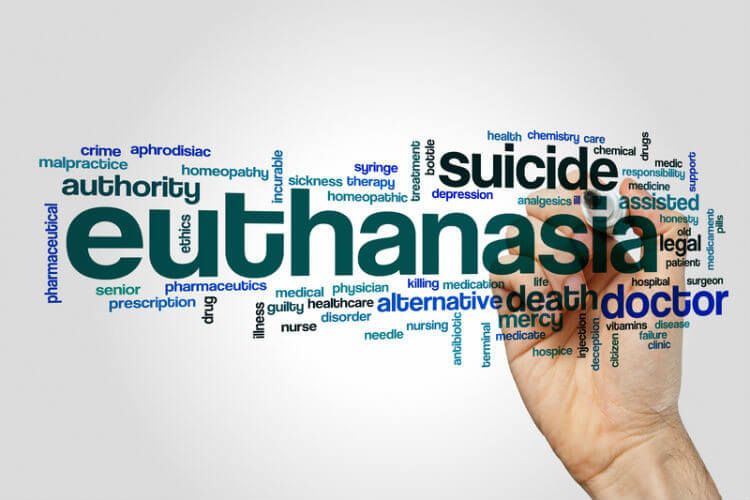 health chemistry care
crime aphrodisiac
malpractice
homeopathy
incurable
syringe
treatment
bottle
suicide
chemical
drugs
medic
support
responsibility
authority
sickness therapy
homeopathic
depression
analgesics ill
medicine
assisted
honesty
pills
pharmaceutical
euthanasia
ethics
old
legal
patient
medicament
senior
pharmaceutics
prescription
drug
illness
medical physician
guilty healthcare
nurse
disorder
killing medication
alternative
needle nursing
antibiotic
terminal
life
death
mercy
medicate
hospice
injection
deception
hospital surgeon
doctor
citizen
vitamins disease
failure
clinic